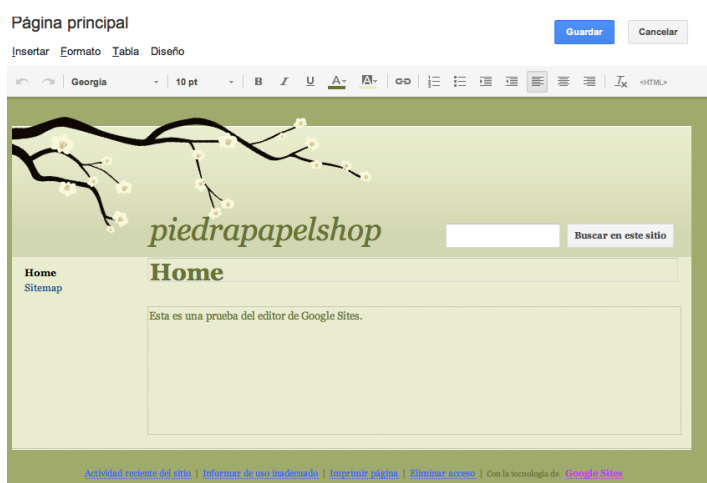 Página principal
Guardar Cancelar
Insertar Formato Tabla Diseño
Georgia 10 pt B I U A A <HTML>
piedrapapelshop
Buscar en este sitio
Home
Home
Sitemap
Esta es una prueba del editor de Google Sites.
Actividad reciente del sitio | Informar de uso inadecuado | Imprimir página | Eliminar acceso | Con la tecnología de Google Sites